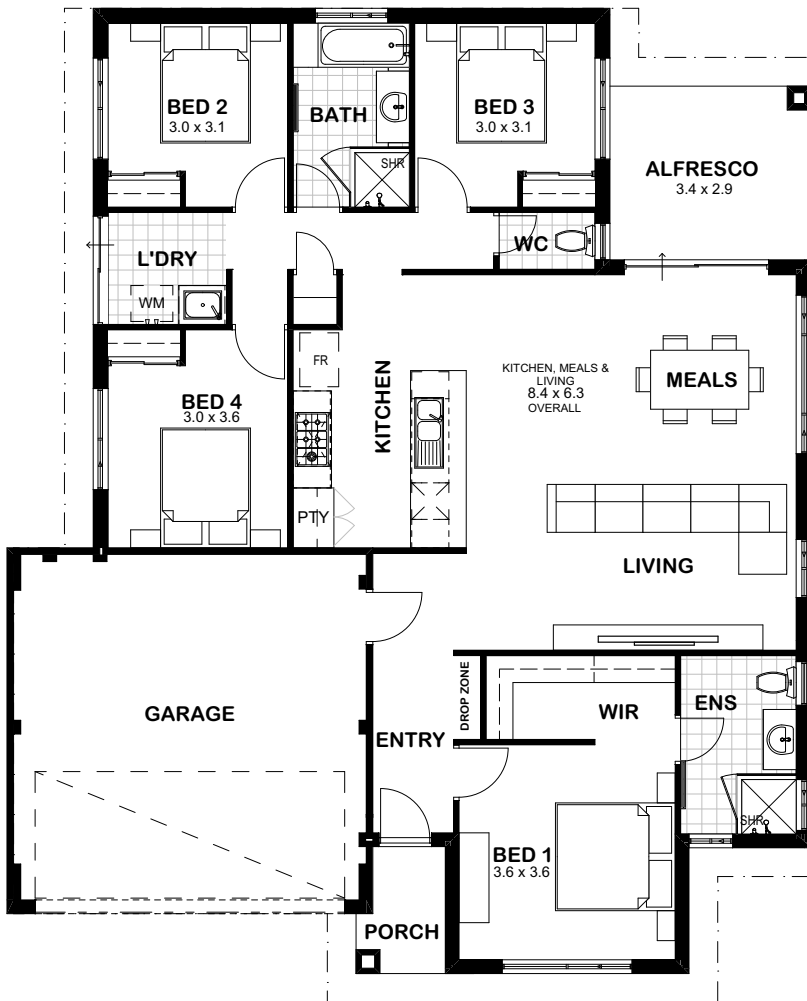 BED 2
3.0 x 3.1
BATH
SHR
BED 3
3.0 x 3.1
ALFRESCO
3.4 x 2.9
L'DRY
WM
WC
FR
KITCHEN
KITCHEN, MEALS &
LIVING
8.4 x 6.3
OVERALL
MEALS
BED 4
3.0 x 3.6
PTY
LIVING
GARAGE
ENTRY
DROP ZONE
WIR
ENS
SHR
BED 1
3.6 x 3.6
PORCH